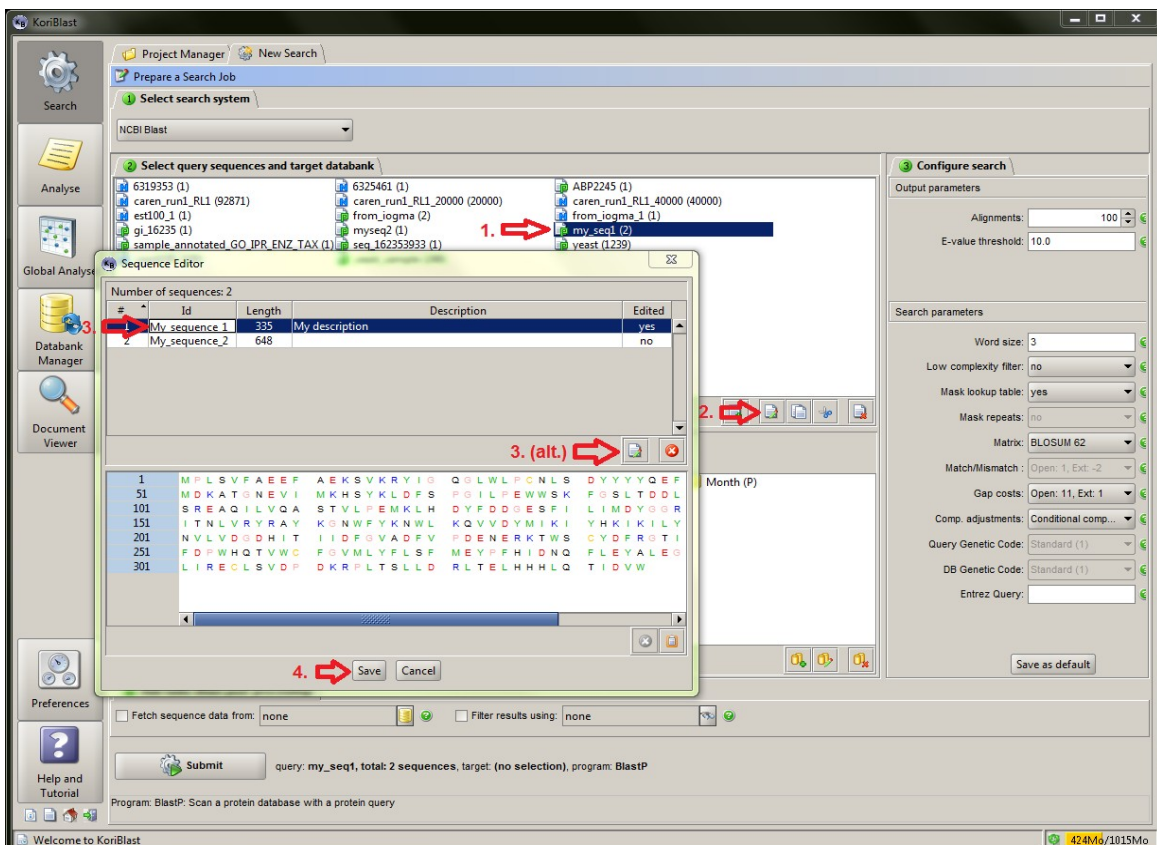 KoriBlast
Search
Analyse
Global Analyse
Databank
Manager
Document
Viewer
Preferences
Help and
Tutorial
Project Manager
New Search
Prepare a Search Job
1 Select search system
NCBI Blast
2 Select query sequences and target databank
6319353 (1)
6325461 (1)
ABP2245 (1)
caren_run1_RL1 (92871)
caren_run1_RL1_20000 (20000)
caren_run1_RL1_40000 (40000)
est100_1 (1)
from_iogma (2)
from_iogma_1 (1)
gi_16235 (1)
myseq2 (1)
1.
my_seq1 (2)
sample_annotated_GO_IPR_ENZ_TAX (1)
seq_162353933 (1)
yeast (1239)
Sequence Editor
Number of sequences: 2
# Id Length Description Edited
3.
1 My_sequence 1 335 My description yes
2 My_sequence_2 648 no
2.
3. (alt.)
Month (P)
1 MPLSVFAEEF AEKSVKRYIG QGLWLPCNLS DYYYYQEF
51 MDKATGNEVI MKHSYKLDFS PGILPEWWSK FGSLTDDL
101 SREAQILVQA STVLPEMKLH DYFDDGESFI LIMDYGGR
151 ITNLVRYRAY KGNWFYKNWL KQVVDYMIKI YHKIKILY
201 NVLVDGDHIT IIDFGVADFV PDENERKTWS CYDFRGTI
251 FDPWHQTVWC FGVMLYFLSF MEYPFHIDNQ FLEYALEG
301 LIRECLSVDP DKRPLTSLLD RLTELHHHLQ TIDVW
4.
Save
Cancel
3 Configure search
Output parameters
Alignments: 100
E-value threshold: 10.0
Search parameters
Word size: 3
Low complexity filter: no
Mask lookup table: yes
Mask repeats: no
Matrix: BLOSUM 62
Match/Mismatch : Open: 1, Ext: -2
Gap costs: Open: 11, Ext: 1
Comp. adjustments: Conditional comp...
Query Genetic Code: Standard (1)
DB Genetic Code: Standard (1)
Entrez Query:
Save as default
Fetch sequence data from: none
Filter results using: none
Submit
query: my_seq1, total: 2 sequences, target: (no selection), program: BlastP
Program: BlastP: Scan a protein database with a protein query
Welcome to KoriBlast
424Mo/1015Mo